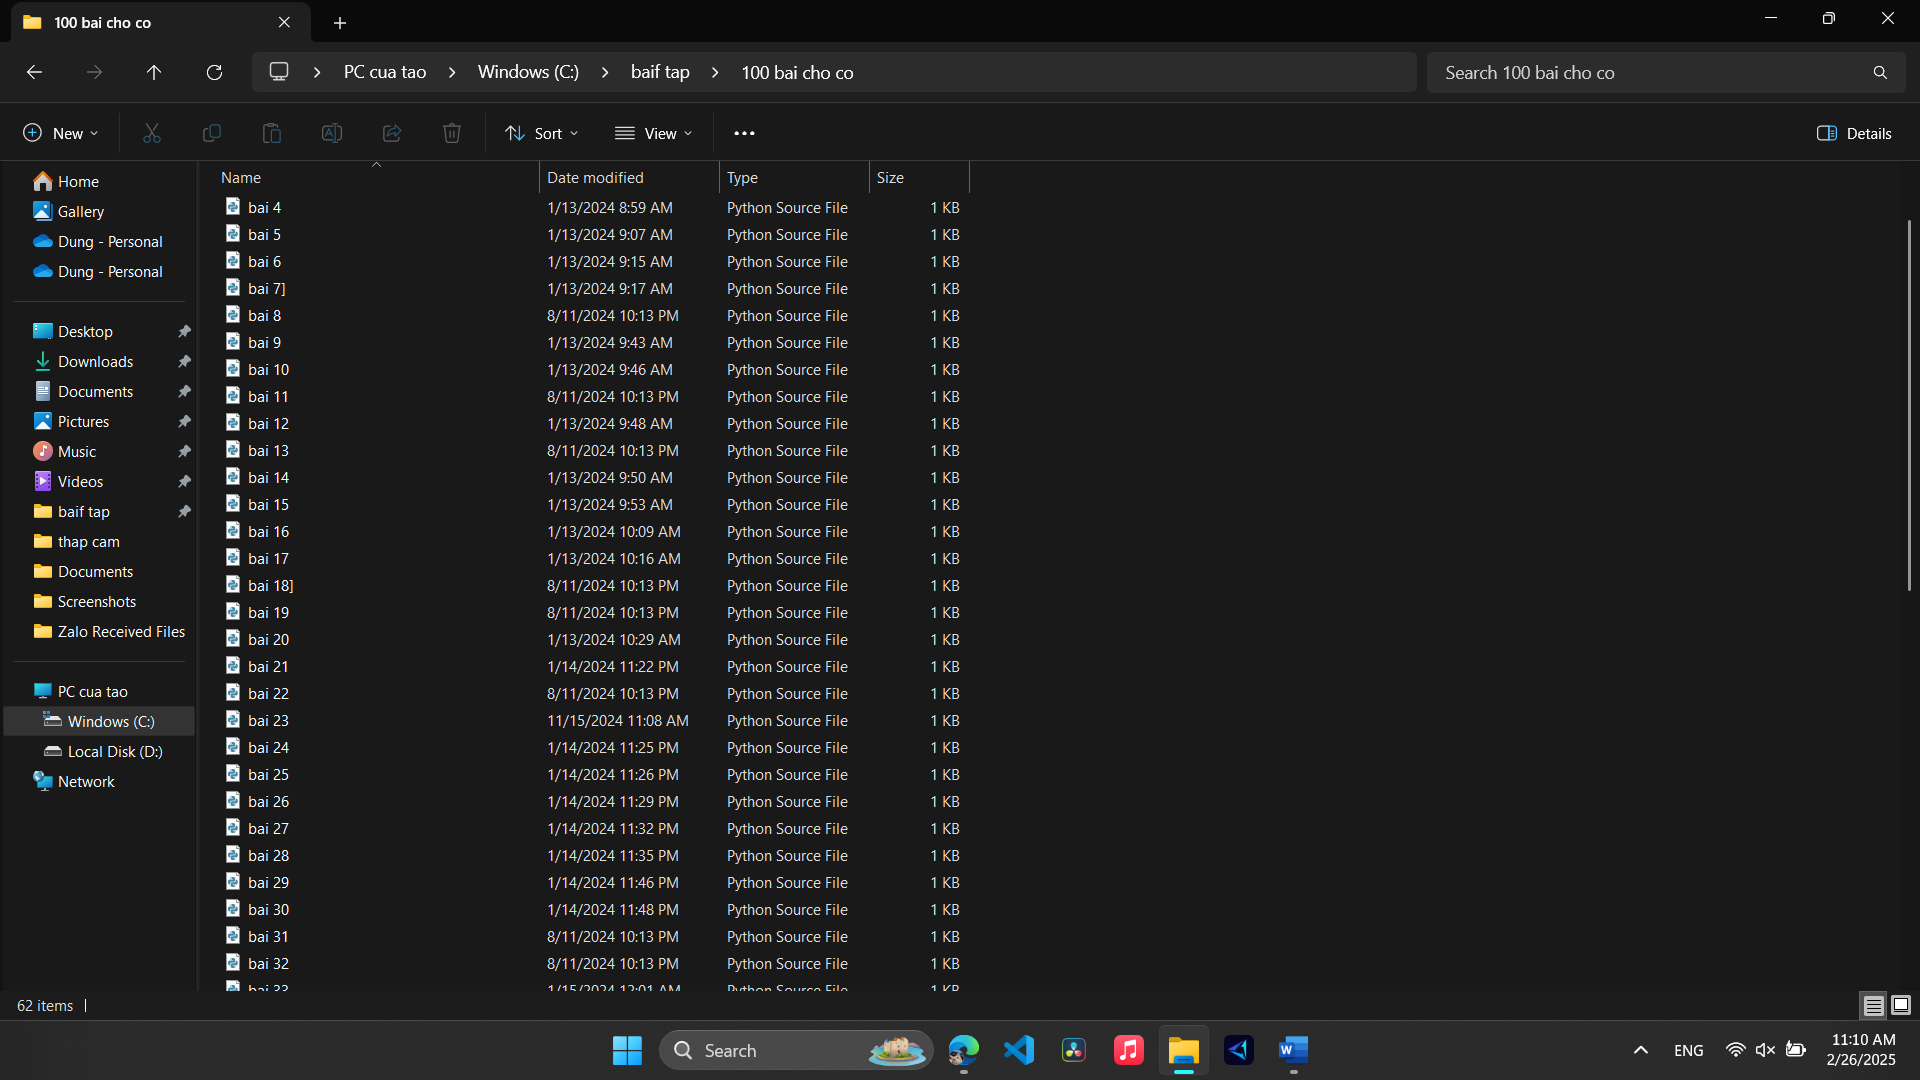 100 bai cho co
PC cua tao
Windows (C:)
baif tap
100 bai cho co
Search 100 bai cho co
New
Sort
View
Details
Home
Gallery
Dung - Personal
Dung - Personal
Desktop
Downloads
Documents
Pictures
Music
Videos
baif tap
thap cam
Documents
Screenshots
Zalo Received Files
PC cua tao
Windows (C:)
Local Disk (D:)
Network
Name Date modified Type Size
bai 4 1/13/2024 8:59 AM Python Source File 1 KB
bai 5 1/13/2024 9:07 AM Python Source File 1 KB
bai 6 1/13/2024 9:15 AM Python Source File 1 KB
bai 7] 1/13/2024 9:17 AM Python Source File 1 KB
bai 8 8/11/2024 10:13 PM Python Source File 1 KB
bai 9 1/13/2024 9:43 AM Python Source File 1 KB
bai 10 1/13/2024 9:46 AM Python Source File 1 KB
bai 11 8/11/2024 10:13 PM Python Source File 1 KB
bai 12 1/13/2024 9:48 AM Python Source File 1 KB
bai 13 8/11/2024 10:13 PM Python Source File 1 KB
bai 14 1/13/2024 9:50 AM Python Source File 1 KB
bai 15 1/13/2024 9:53 AM Python Source File 1 KB
bai 16 1/13/2024 10:09 AM Python Source File 1 KB
bai 17 1/13/2024 10:16 AM Python Source File 1 KB
bai 18] 8/11/2024 10:13 PM Python Source File 1 KB
bai 19 8/11/2024 10:13 PM Python Source File 1 KB
bai 20 1/13/2024 10:29 AM Python Source File 1 KB
bai 21 1/14/2024 11:22 PM Python Source File 1 KB
bai 22 8/11/2024 10:13 PM Python Source File 1 KB
bai 23 11/15/2024 11:08 AM Python Source File 1 KB
bai 24 1/14/2024 11:25 PM Python Source File 1 KB
bai 25 1/14/2024 11:26 PM Python Source File 1 KB
bai 26 1/14/2024 11:29 PM Python Source File 1 KB
bai 27 1/14/2024 11:32 PM Python Source File 1 KB
bai 28 1/14/2024 11:35 PM Python Source File 1 KB
bai 29 1/14/2024 11:46 PM Python Source File 1 KB
bai 30 1/14/2024 11:48 PM Python Source File 1 KB
bai 31 8/11/2024 10:13 PM Python Source File 1 KB
bai 32 8/11/2024 10:13 PM Python Source File 1 KB
bai 33 1/15/2024 12:01 AM Python Source File 1 KB
62 items
Search
ENG
11:10 AM
2/26/2025